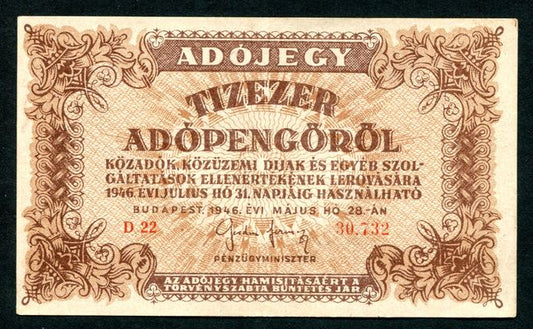 ADÓJEGY
TIZEZER
ADÓPENGŐRŐL
KÖZADÓK, KÖZÜZEMI DIJAK ÉS EGYÉB SZOL-
GÁLTATÁSOK ELLENÉRTÉKÉNEK LEROVÁSÁRA
1946. ÉVI JULIUS HÓ 31. NAPJÁIG HASZNÁLHATÓ
BUDAPEST, 1946. ÉVI MÁJUS HÓ 28-ÁN
D 22 30.732
PÉNZÜGYMINISZTER
AZ ADÓJEGY HAMISITÁSÁÉRT A
TÖRVÉNYSZABTA BÜNTETÉS JÁR